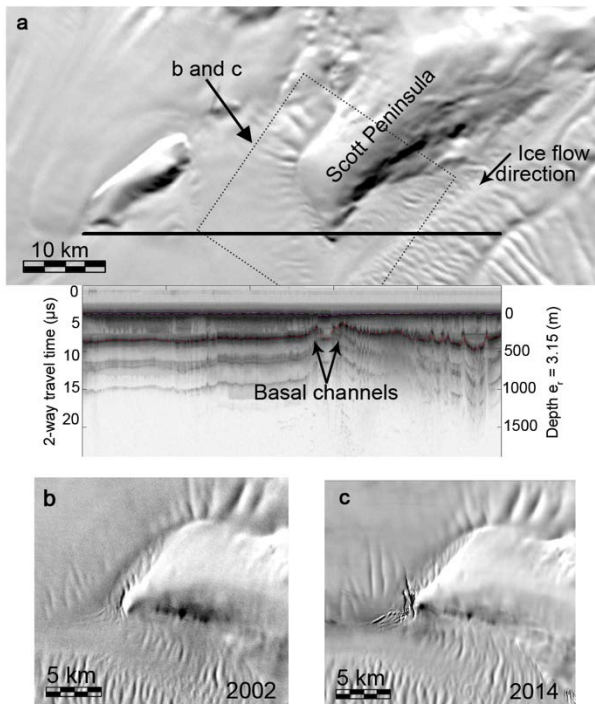 a
b and c
Scott Peninsula
Ice flow
direction
10 km
0
5
10
15
20
2-way travel time (µs)
0
500
1000
1500
Depth e_r = 3.15 (m)
Basal channels
b
5 km
2002
c
5 km
2014